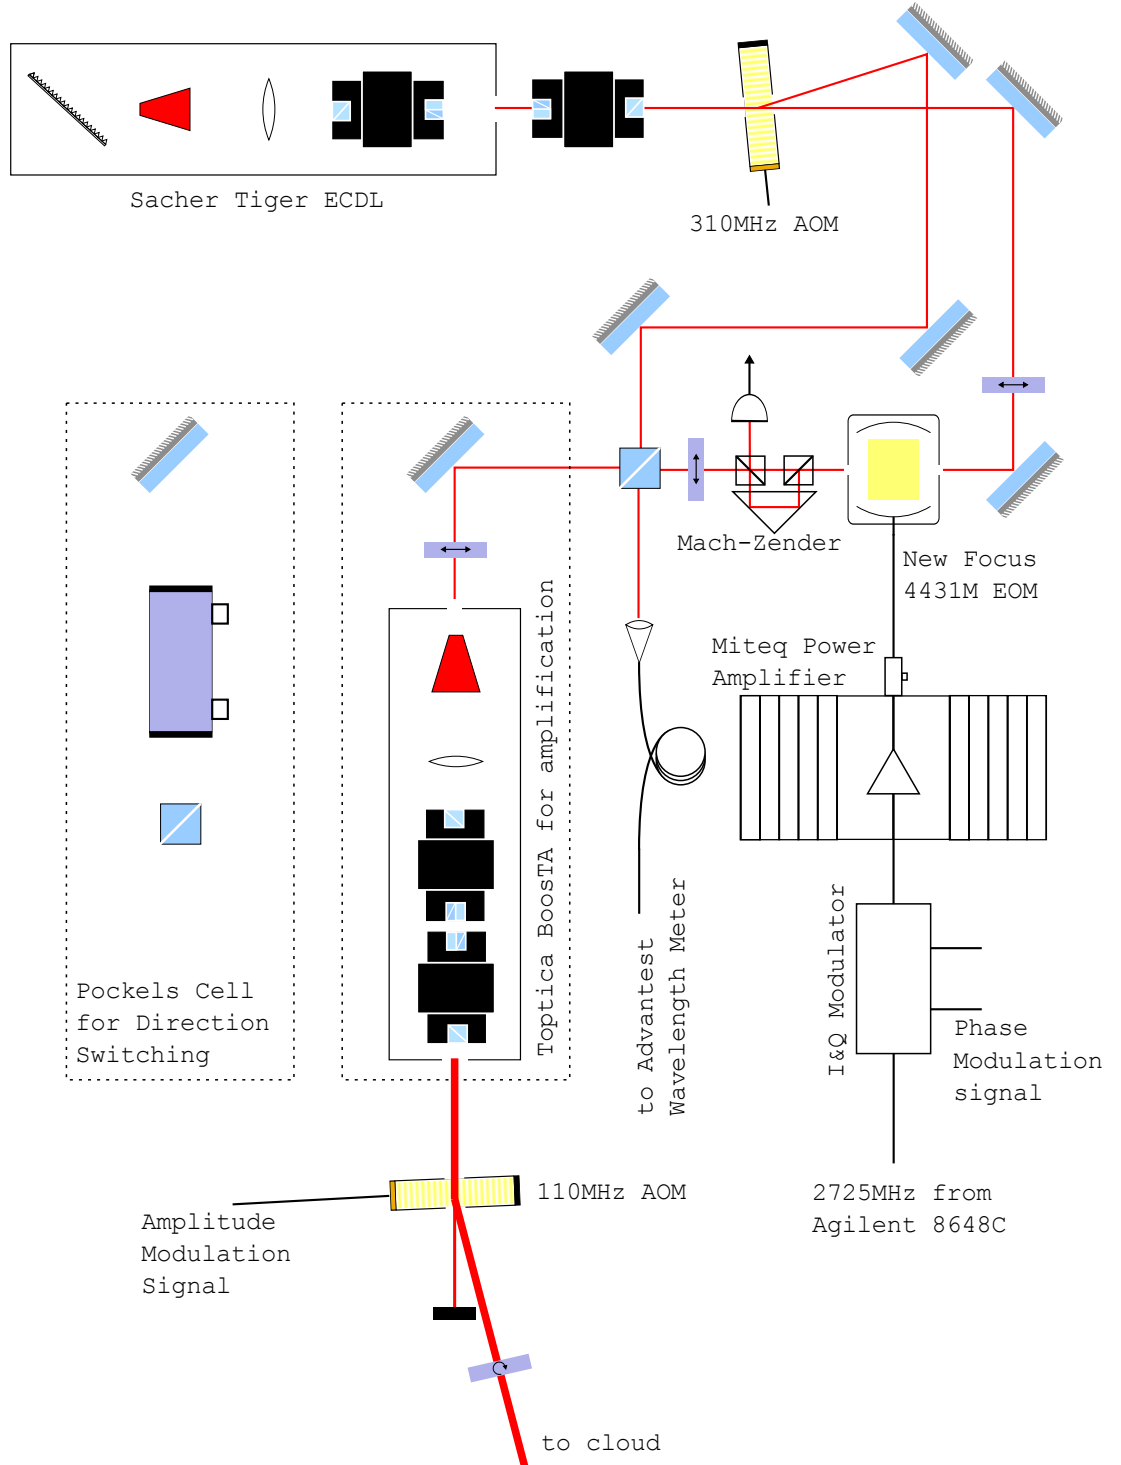 Sacher Tiger ECDL
310MHz AOM
Mach-Zender
New Focus
4431M EOM
Miteq Power
Amplifier
Toptica BoosTA for amplification
to Advantest
Wavelength Meter
I&Q Modulator
Pockels Cell
for Direction
Switching
Phase
Modulation
signal
110MHz AOM
2725MHz from
Agilent 8648C
Amplitude
Modulation
Signal
to cloud